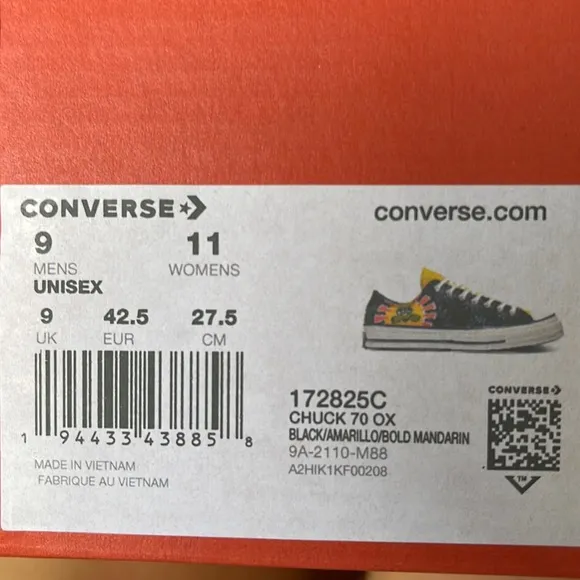 CONVERSE
converse.com
9 11
MENS WOMENS
UNISEX
9 42.5 27.5
UK EUR CM
1 94433 43885 8
MADE IN VIETNAM
FABRIQUE AU VIETNAM
172825C
CHUCK 70 OX
BLACK/AMARILLO/BOLD MANDARIN
9A-2110-M88
A2HIK1KF00208
CONVERSE
TM